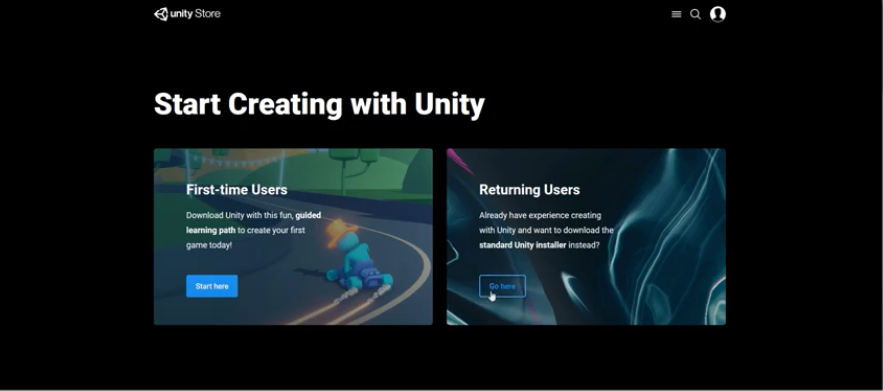 unity Store
Start Creating with Unity
First-time Users
Download Unity with this fun, guided
learning path to create your first
game today!
Start here
Returning Users
Already have experience creating
with Unity and want to download the
standard Unity installer instead?
Go here